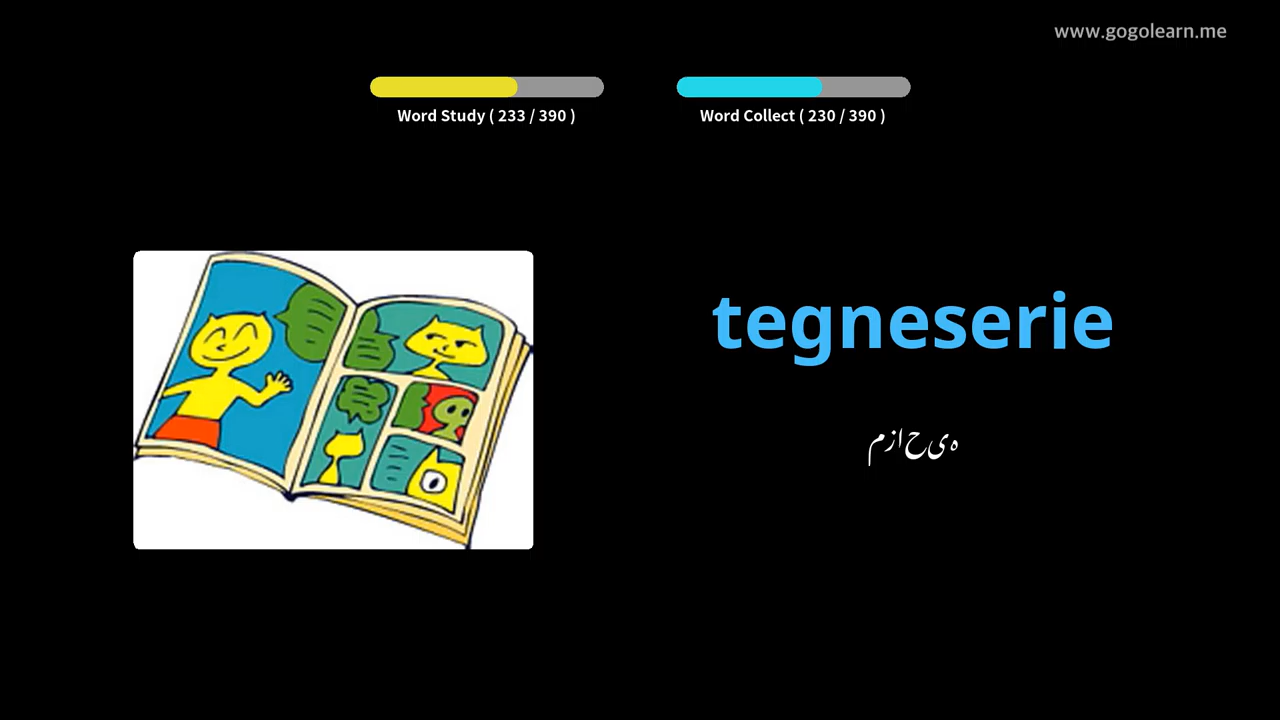 www.gogolearn.me
Word Study ( 233 / 390 )
Word Collect ( 230 / 390 )
tegneserie
مزاحیہ